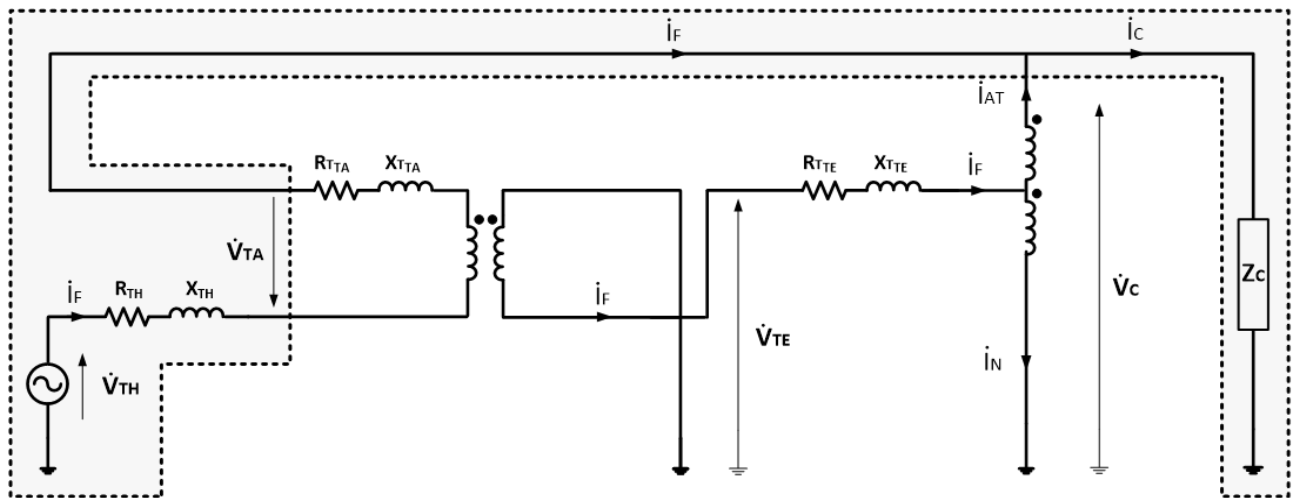 İF
İC
İAT
RTTA
XTTA
RTTE
XTTE
İF
V̇TA
İF
RTH
XTH
İF
V̇TE
V̇C
ZC
V̇TH
İN